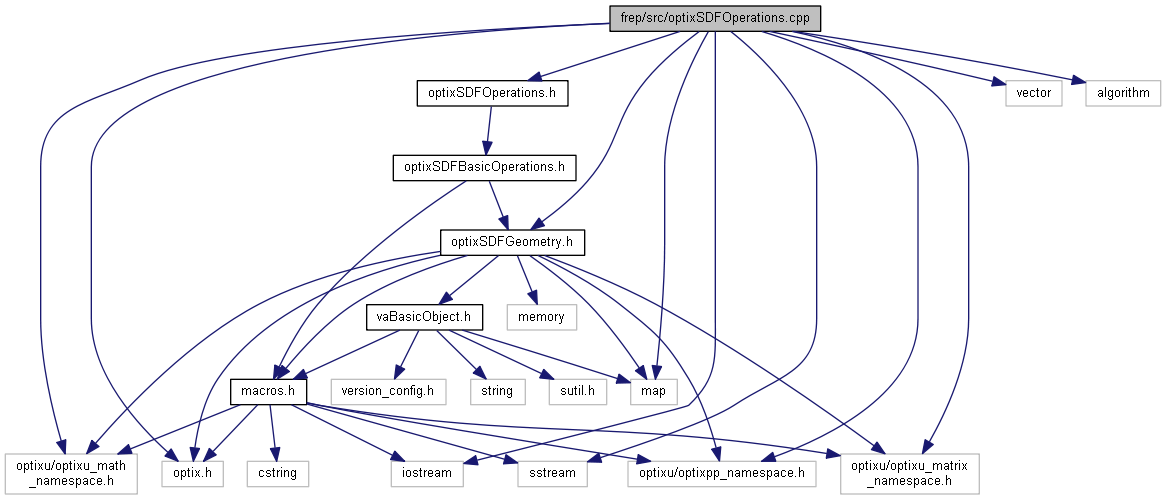 frep/src/optixSDFOperations.cpp
optixSDFOperations.h
vector
algorithm
optixSDFBasicOperations.h
optixSDFGeometry.h
vaBasicObject.h
memory
macros.h
version_config.h
string
sutil.h
map
optixu/optixu_math
_namespace.h
optix.h
cstring
iostream
sstream
optixu/optixpp_namespace.h
optixu/optixu_matrix
_namespace.h